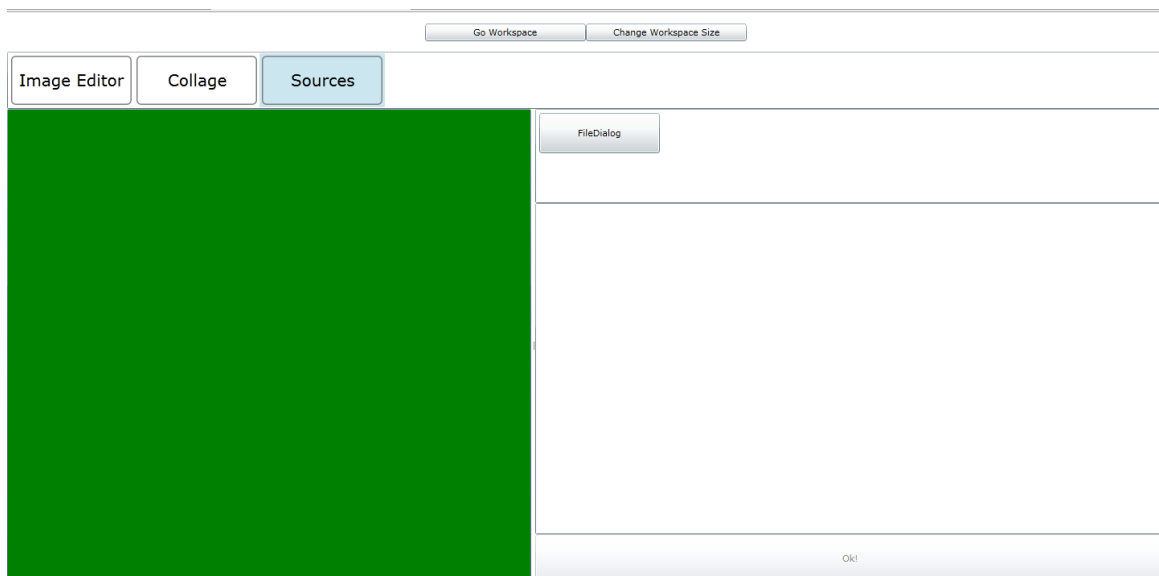 Go Workspace
Change Workspace Size
Image Editor
Collage
Sources
FileDialog
Ok!